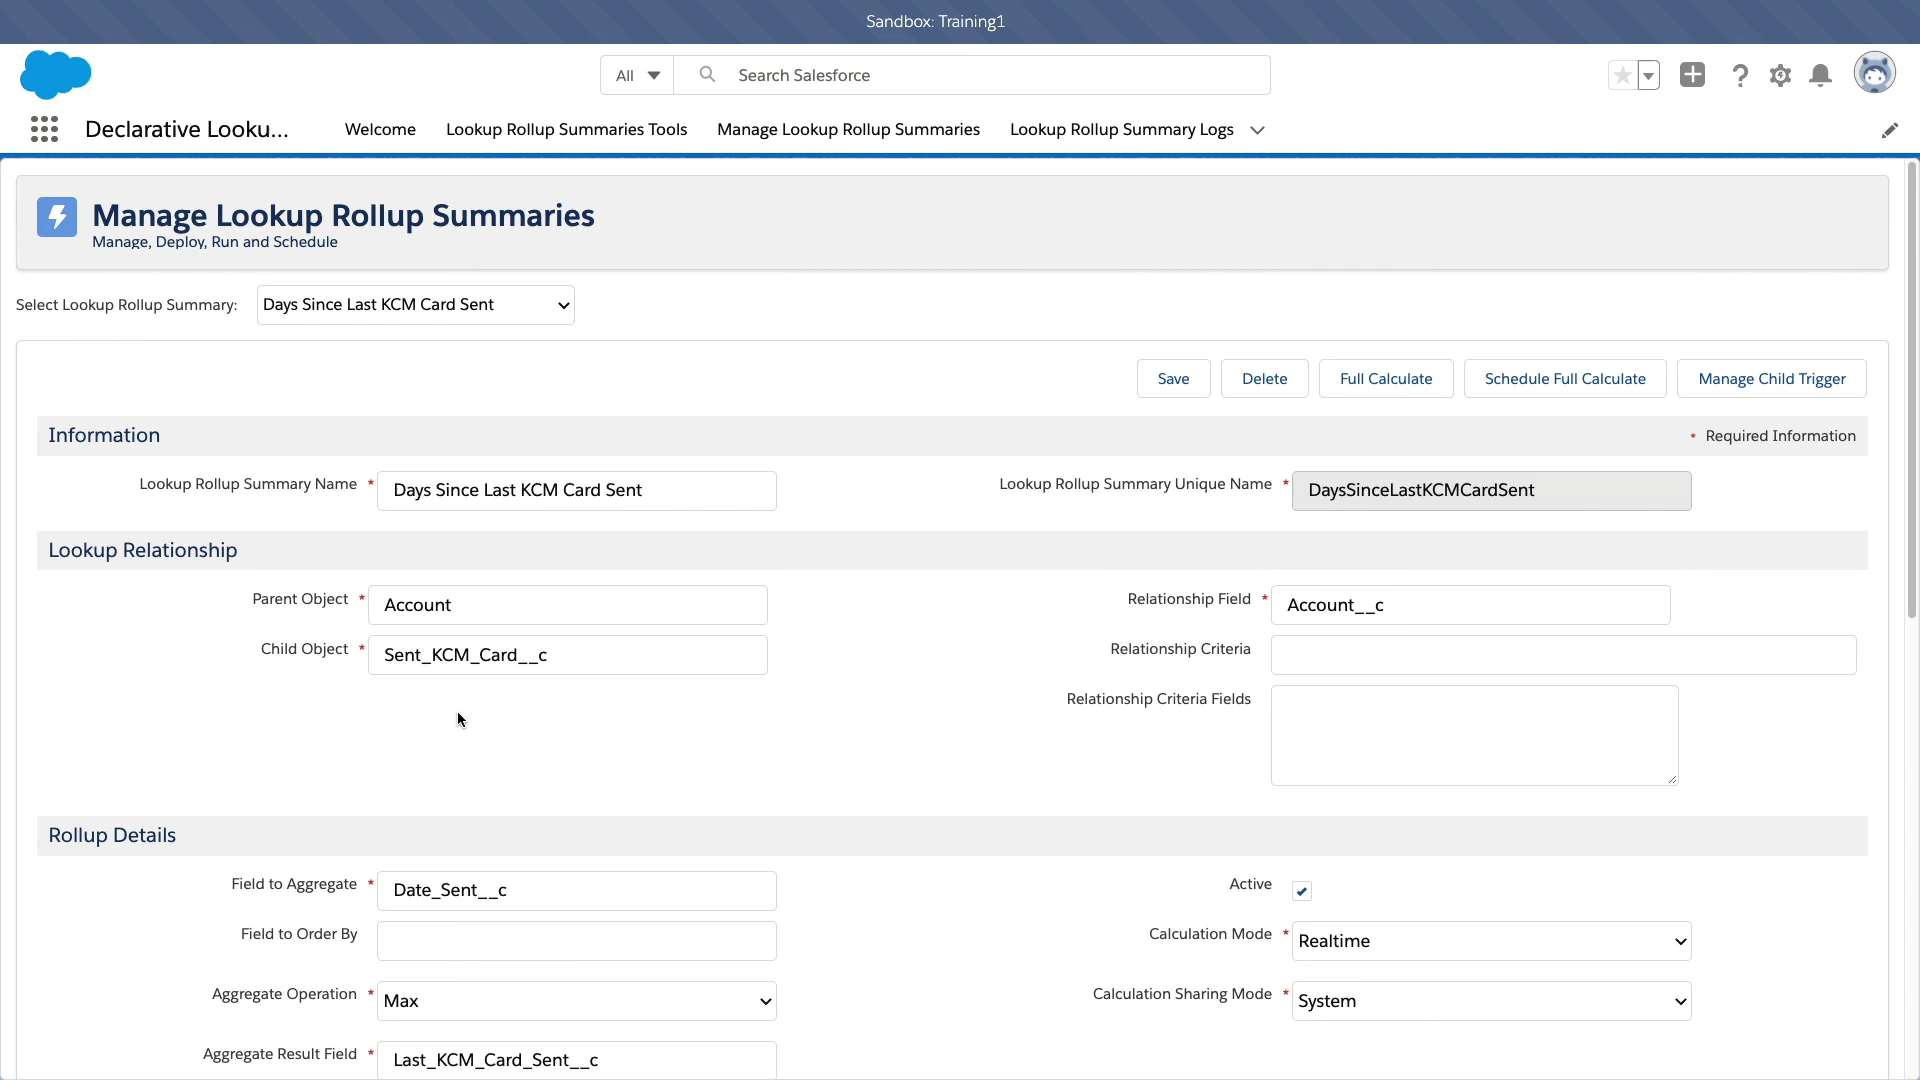 Sandbox: Training1
All
Search Salesforce
Declarative Looku...
Welcome
Lookup Rollup Summaries Tools
Manage Lookup Rollup Summaries
Lookup Rollup Summary Logs
Manage Lookup Rollup Summaries
Manage, Deploy, Run and Schedule
Select Lookup Rollup Summary:
Days Since Last KCM Card Sent
Save
Delete
Full Calculate
Schedule Full Calculate
Manage Child Trigger
Information
* Required Information
Lookup Rollup Summary Name *
Days Since Last KCM Card Sent
Lookup Rollup Summary Unique Name *
DaysSinceLastKCMCardSent
Lookup Relationship
Parent Object *
Account
Relationship Field *
Account__c
Child Object *
Sent_KCM_Card__c
Relationship Criteria
Relationship Criteria Fields
Rollup Details
Field to Aggregate *
Date_Sent__c
Active
Field to Order By
Calculation Mode *
Realtime
Aggregate Operation *
Max
Calculation Sharing Mode *
System
Aggregate Result Field *
Last_KCM_Card_Sent__c